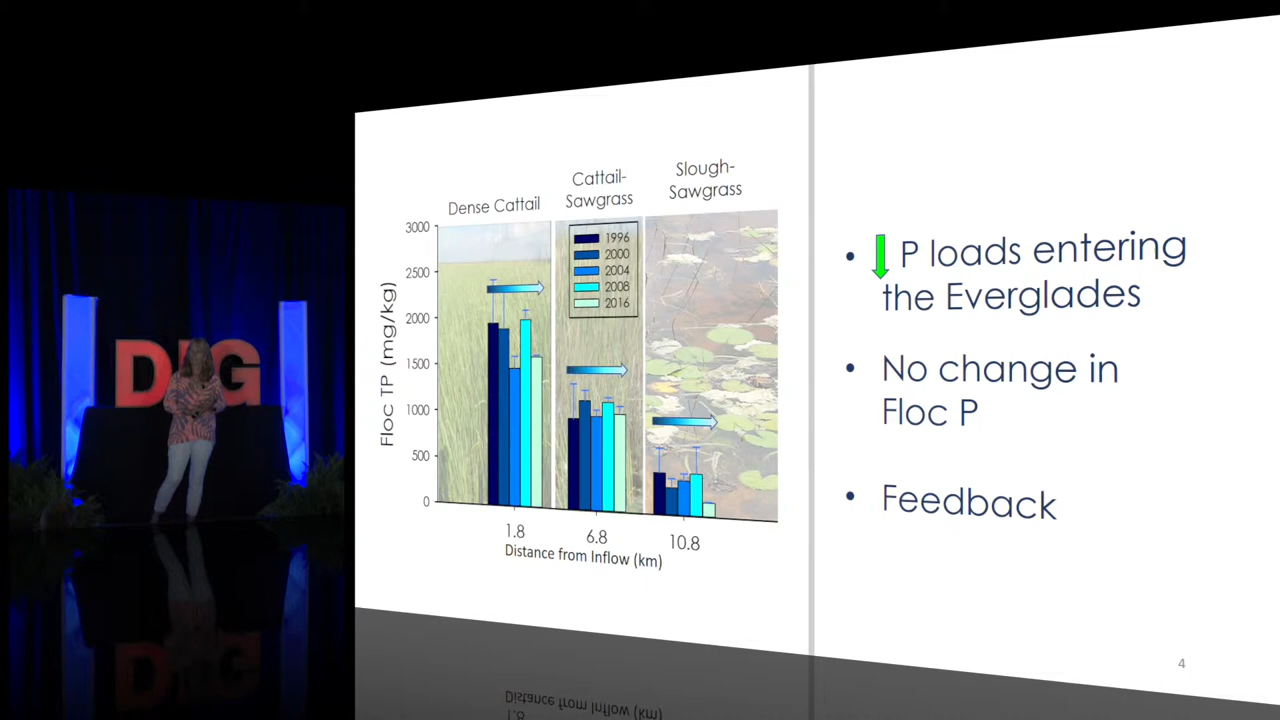 DIG
Dense Cattail
Cattail-
Sawgrass
Slough-
Sawgrass
3000
2500
2000
1500
1000
500
0
Floc TP (mg/kg)
1996
2000
2004
2008
2016
1.8
6.8
10.8
Distance from Inflow (km)
• P loads entering
the Everglades
• No change in
Floc P
• Feedback
4